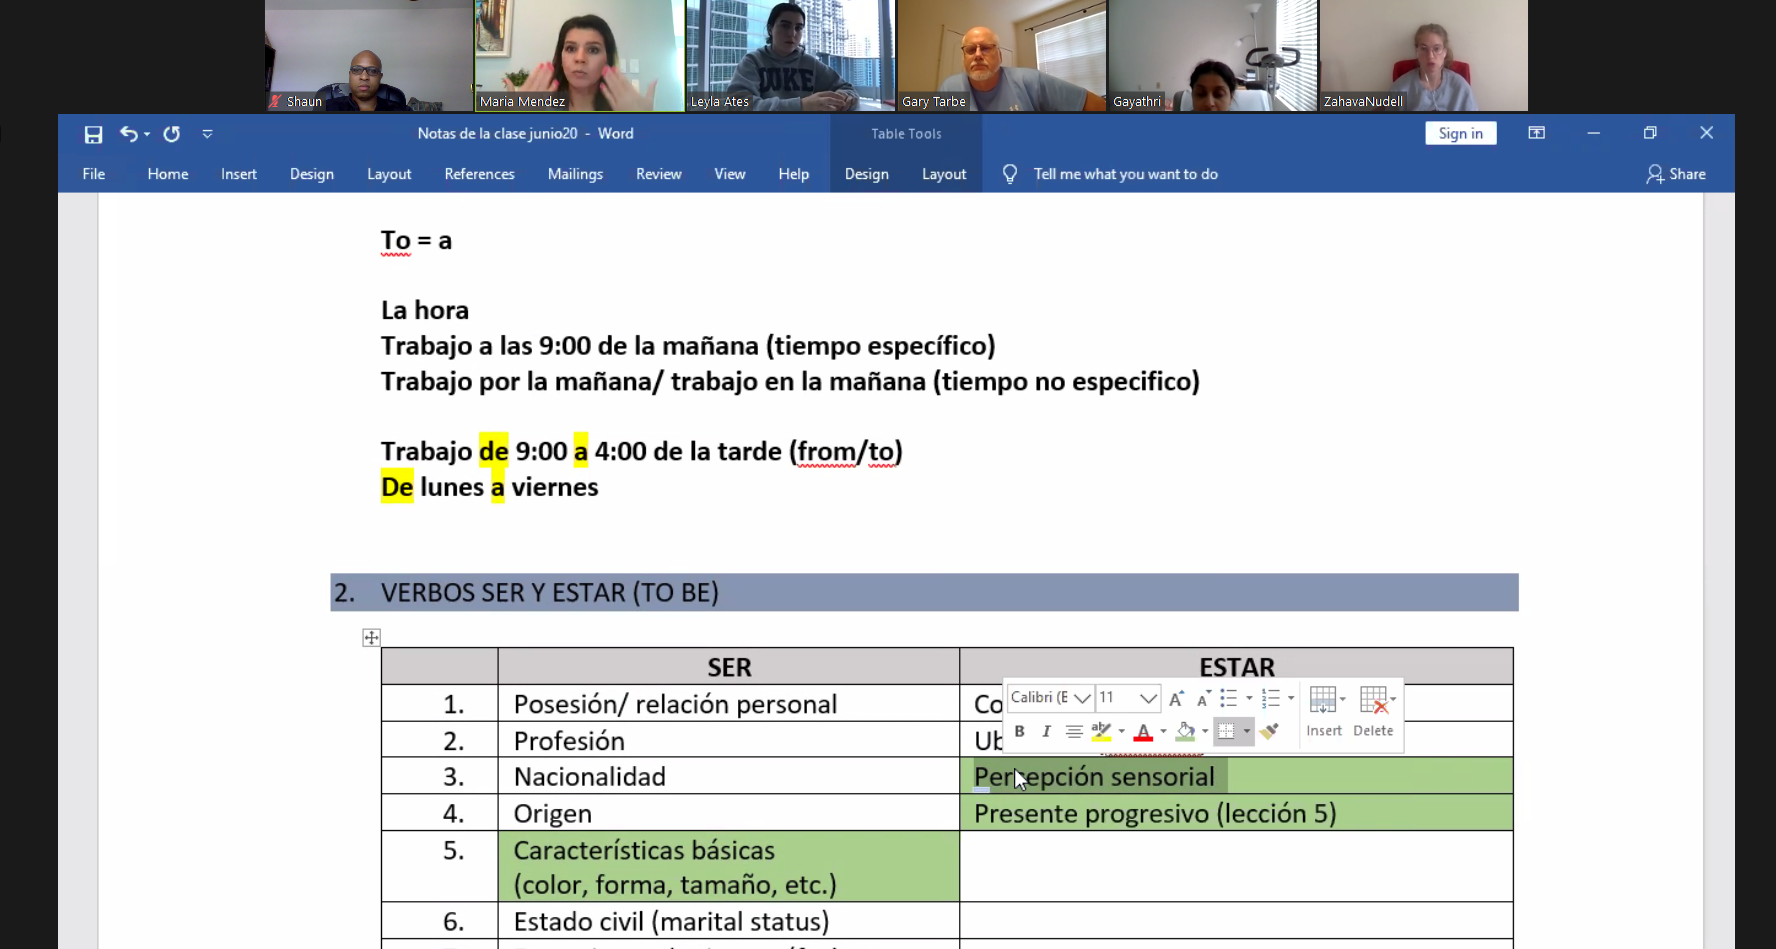 Shaun
Maria Mendez
Leyla Ates
Gary Tarbe
Gayathri
ZahavaNudell
DUKE
Notas de la clase junio20 - Word
Table Tools
Sign in
File Home Insert Design Layout References Mailings Review View Help Design Layout Tell me what you want to do Share
To = a
La hora
Trabajo a las 9:00 de la mañana (tiempo específico)
Trabajo por la mañana/ trabajo en la mañana (tiempo no especifico)
Trabajo de 9:00 a 4:00 de la tarde (from/to)
De lunes a viernes
2. VERBOS SER Y ESTAR (TO BE)
SER ESTAR
1. Posesión/ relación personal Co
Calibri (E 11
B I
Insert Delete
2. Profesión Ub
3. Nacionalidad Percepción sensorial
4. Origen Presente progresivo (lección 5)
5. Características básicas
(color, forma, tamaño, etc.)
6. Estado civil (marital status)